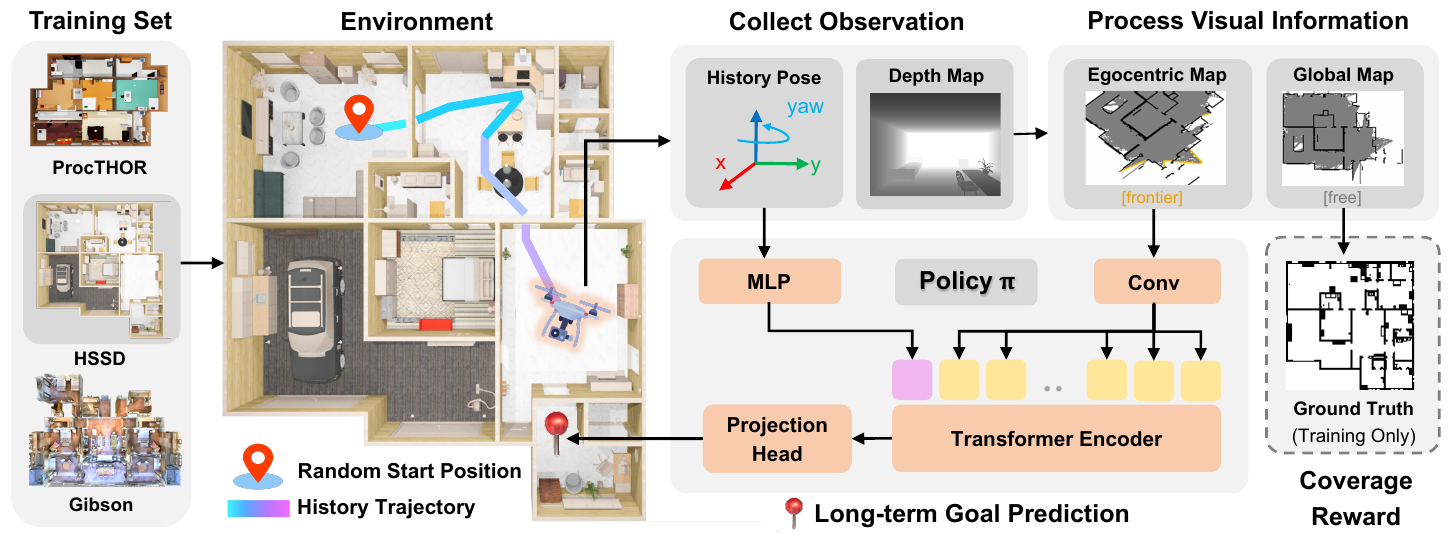 Training Set
ProcTHOR
HSSD
Gibson
Environment
Random Start Position
History Trajectory
Collect Observation
History Pose
yaw
x
y
Depth Map
Process Visual Information
Egocentric Map
[frontier]
Global Map
[free]
MLP
Policy π
Conv
..
Transformer Encoder
Projection
Head
Long-term Goal Prediction
Ground Truth
(Training Only)
Coverage
Reward